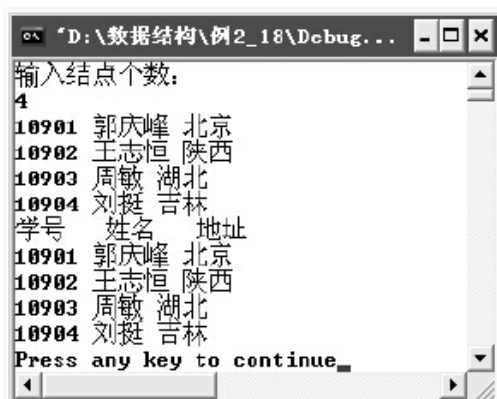 "D:\数据结构\例2_18\Debug...
输入结点个数:
4
10901 郭庆峰 北京
10902 王志恒 陕西
10903 周敏 湖北
10904 刘挺 吉林
学号 姓名 地址
10901 郭庆峰 北京
10902 王志恒 陕西
10903 周敏 湖北
10904 刘挺 吉林
Press any key to continue